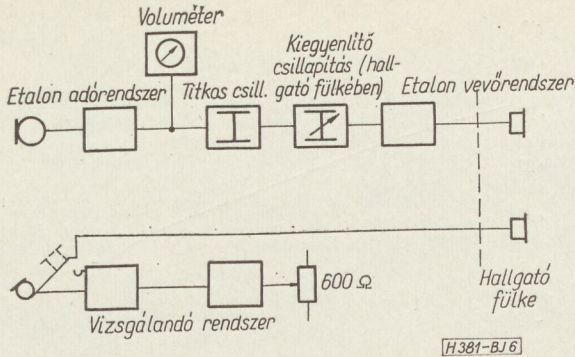 Voluméter
Kiegyenlítő
csillapítás (hall-
gató fülkében)
Etalon adórendszer
Titkos csill.
Etalon vevőrendszer
600 Ω
Hallgató
fülke
Vizsgálandó rendszer
H381-BJ6